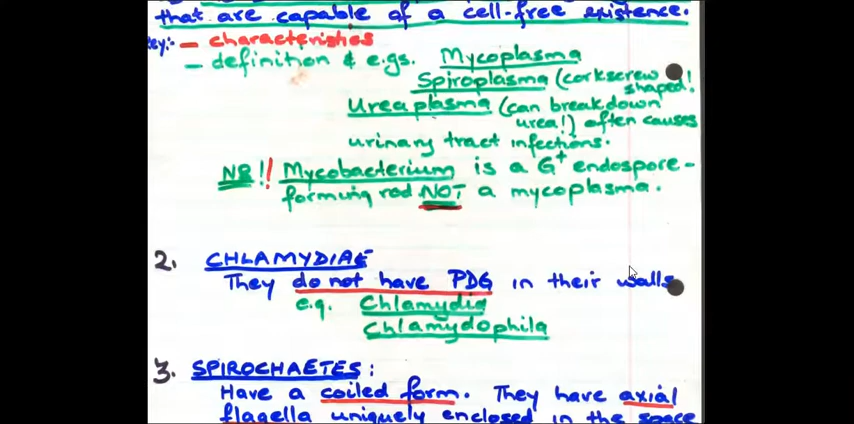 that are capable of a cell-free existence.
key:- – characteristics
– definition & e.gs. Mycoplasma
Spiroplasma (corkscrew shaped!
Ureaplasma (can breakdown urea!) often causes
urinary tract infections.
NB!! Mycobacterium is a G+ endospore-
forming rod NOT a mycoplasma.
2. CHLAMYDIAE
They do not have PDG in their walls
e.g. Chlamydia
Chlamydophila
3. SPIROCHAETES:
Have a coiled form. They have axial
flagella uniquely enclosed in the space